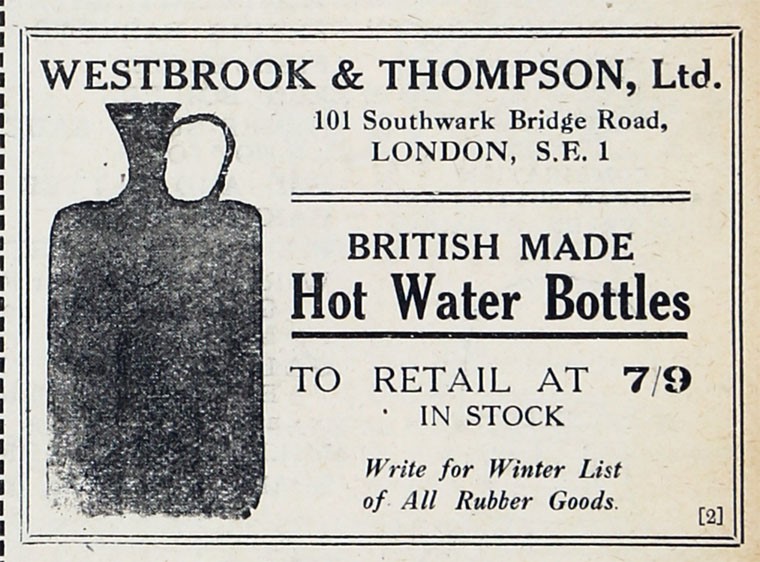 WESTBROOK & THOMPSON, Ltd.
101 Southwark Bridge Road,
LONDON, S.E. 1
BRITISH MADE
Hot Water Bottles
TO RETAIL AT 7/9
IN STOCK
Write for Winter List
of All Rubber Goods.
[2]